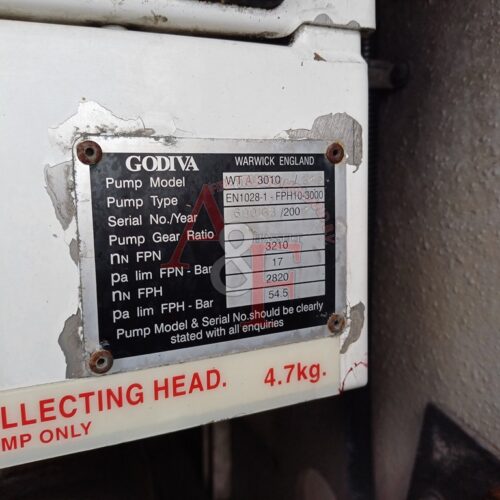 GODIVA WARWICK ENGLAND
Pump Model WT A 3010 /
Pump Type EN1028-1 - FPH10-3000
Serial No./Year /200
Pump Gear Ratio
nN FPN 3210
pa lim FPN - Bar 17
nN FPH 2820
pa lim FPH - Bar 54.5
Pump Model & Serial No.should be clearly
stated with all enquiries
LLECTING HEAD. 4.7kg.
MP ONLY
A&F